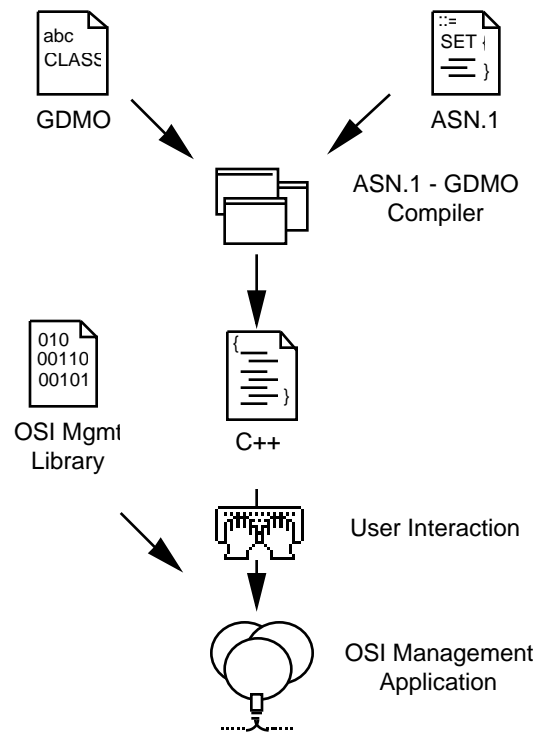 abc
CLASS
GDMO
::=
SET {
}
ASN.1
ASN.1 - GDMO
Compiler
010
00110
00101
OSI Mgmt
Library
{
}
C++
User Interaction
OSI Management
Application